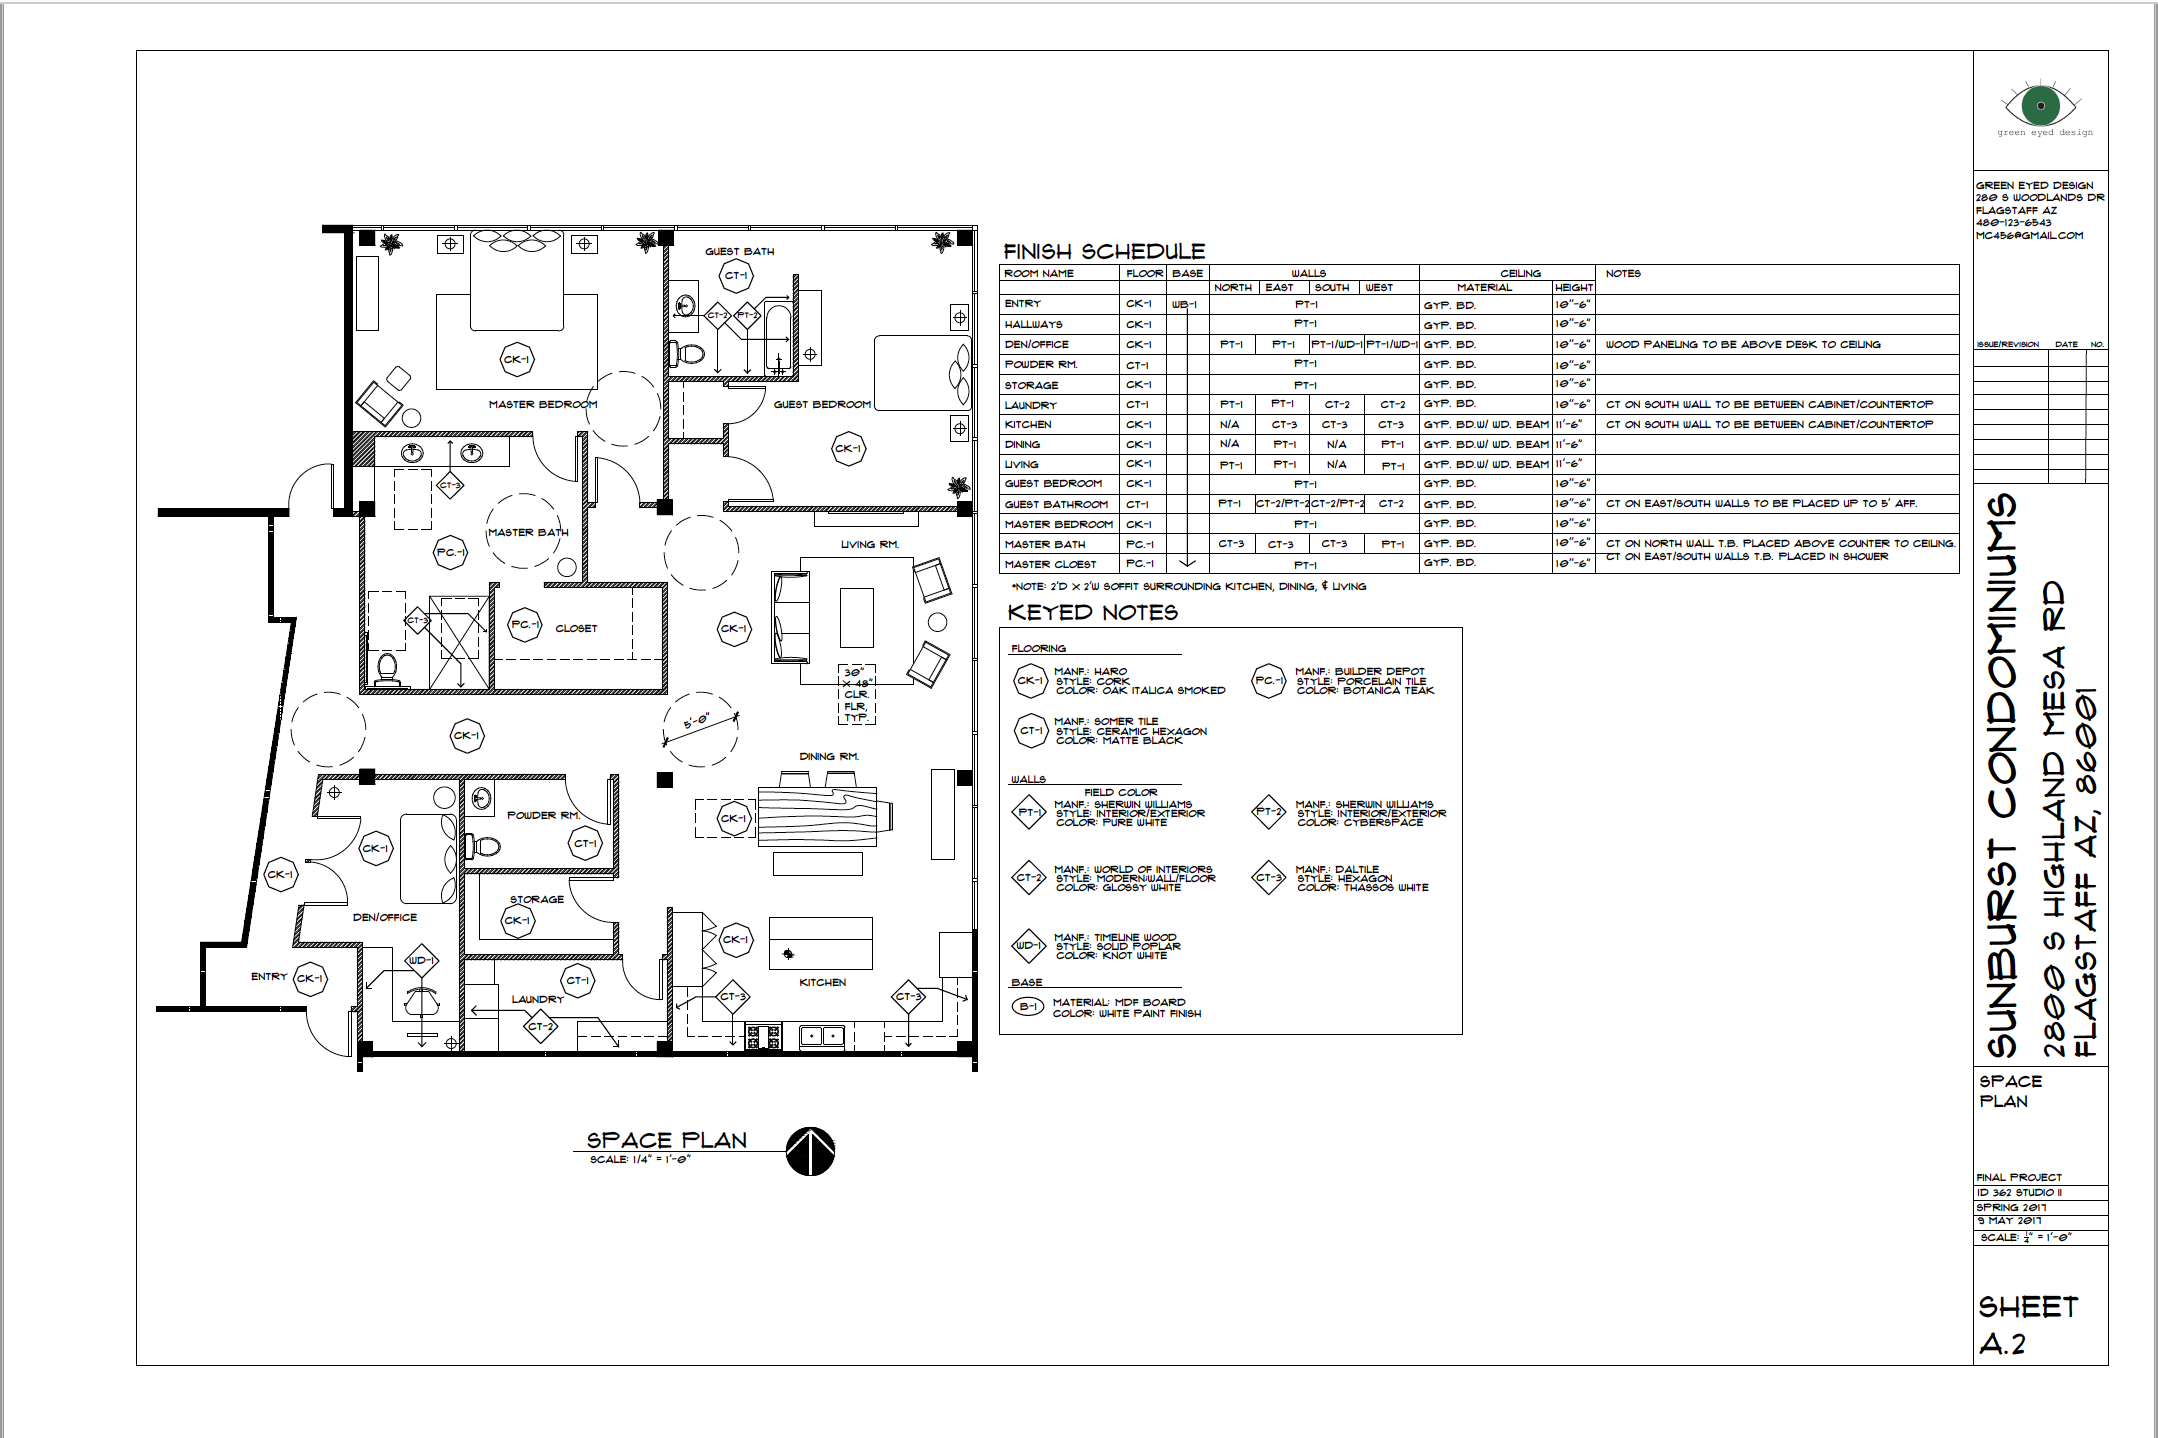 GUEST BATH
CT-1
CT-2
PT-2
CK-1
MASTER BEDROOM
GUEST BEDROOM
CK-1
CT-3
MASTER BATH
PC.-1
LIVING RM.
CT-3
PC.-1
CLOSET
CK-1
30"
X 48"
CLR.
FLR,
TYP.
5'-0"
CK-1
DINING RM.
POWDER RM.
CK-1
CT-1
CK-1
CK-1
STORAGE
CK-1
DEN/OFFICE
CK-1
WD-1
ENTRY
CK-1
CT-1
KITCHEN
LAUNDRY
CT-3
CT-3
CT-2
SPACE PLAN
SCALE: 1/4" = 1'-0"
FINISH SCHEDULE
ROOM NAME FLOOR BASE WALLS CEILING NOTES
NORTH EAST SOUTH WEST MATERIAL HEIGHT
ENTRY CK-1 WB-1 PT-1 GYP. BD. 10"-6"
HALLWAYS CK-1 PT-1 GYP. BD. 10"-6"
DEN/OFFICE CK-1 PT-1 PT-1 PT-1/WD-1 PT-1/WD-1 GYP. BD. 10"-6" WOOD PANELING TO BE ABOVE DESK TO CEILING
POWDER RM. CT-1 PT-1 GYP. BD. 10"-6"
STORAGE CK-1 PT-1 GYP. BD. 10"-6"
LAUNDRY CT-1 PT-1 PT-1 CT-2 CT-2 GYP. BD. 10"-6" CT ON SOUTH WALL TO BE BETWEEN CABINET/COUNTERTOP
KITCHEN CK-1 N/A CT-3 CT-3 CT-3 GYP. BD.W/ WD. BEAM 11'-6" CT ON SOUTH WALL TO BE BETWEEN CABINET/COUNTERTOP
DINING CK-1 N/A PT-1 N/A PT-1 GYP. BD.W/ WD. BEAM 11'-6"
LIVING CK-1 PT-1 PT-1 N/A PT-1 GYP. BD.W/ WD. BEAM 11'-6"
GUEST BEDROOM CK-1 PT-1 GYP. BD. 10"-6"
GUEST BATHROOM CT-1 PT-1 CT-2/PT-2 CT-2/PT-2 CT-2 GYP. BD. 10"-6" CT ON EAST/SOUTH WALLS TO BE PLACED UP TO 5' AFF.
MASTER BEDROOM CK-1 PT-1 GYP. BD. 10"-6"
MASTER BATH PC.-1 CT-3 CT-3 CT-3 PT-1 GYP. BD. 10"-6" CT ON NORTH WALL T.B. PLACED ABOVE COUNTER TO CEILING.
CT ON EAST/SOUTH WALLS T.B. PLACED IN SHOWER
MASTER CLOEST PC.-1 PT-1 GYP. BD. 10"-6"
*NOTE: 2'D X 2'W SOFFIT SURROUNDING KITCHEN, DINING, & LIVING
KEYED NOTES
FLOORING
CK-1
MANF.: HARO
STYLE: CORK
COLOR: OAK ITALICA SMOKED
PC.-1
MANF.: BUILDER DEPOT
STYLE: PORCELAIN TILE
COLOR: BOTANICA TEAK
CT-1
MANF.: SOMER TILE
STYLE: CERAMIC HEXAGON
COLOR: MATTE BLACK
WALLS
FIELD COLOR
PT-1
MANF.: SHERWIN WILLIAMS
STYLE: INTERIOR/EXTERIOR
COLOR: PURE WHITE
PT-2
MANF.: SHERWIN WILLIAMS
STYLE: INTERIOR/EXTERIOR
COLOR: CYBERSPACE
CT-2
MANF.: WORLD OF INTERIORS
STYLE: MODERN:WALL/FLOOR
COLOR: GLOSSY WHITE
CT-3
MANF.: DALTILE
STYLE: HEXAGON
COLOR: THASSOS WHITE
WD-1
MANF.: TIMELINE WOOD
STYLE: SOLID POPLAR
COLOR: KNOT WHITE
BASE
B-1
MATERIAL: MDF BOARD
COLOR: WHITE PAINT FINISH
green eyed design
GREEN EYED DESIGN
280 S WOODLANDS DR
FLAGSTAFF AZ
480-123-6543
MC456@GMAIL.COM
ISSUE/REVISION DATE NO.
SUNBURST CONDOMINIUMS
2800 S HIGHLAND MESA RD
FLAGSTAFF AZ, 86001
SPACE
PLAN
FINAL PROJECT
ID 362 STUDIO II
SPRING 2017
9 MAY 2017
SCALE: 1/4" = 1'-0"
SHEET
A.2